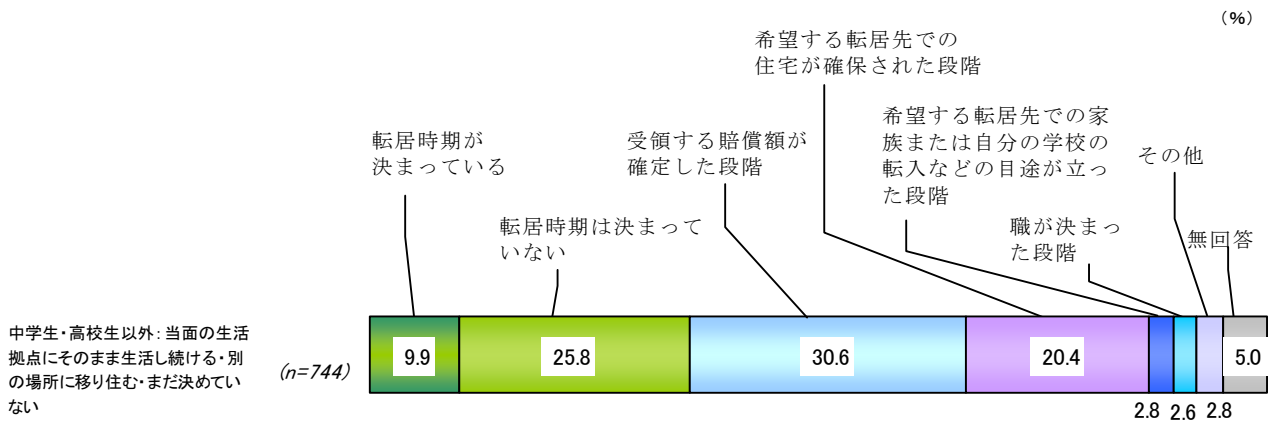 （%）
希望する転居先での
住宅が確保された段階
転居時期が
決まっている
受領する賠償額が
確定した段階
希望する転居先での家
族または自分の学校の
転入などの目途が立っ
た段階
その他
転居時期は決まって
いない
職が決まっ
た段階
無回答
中学生・高校生以外：当面の生活
拠点にそのまま生活し続ける・別
の場所に移り住む・まだ決めてい
ない
(n=744)
9.9
25.8
30.6
20.4
5.0
2.8
2.6
2.8